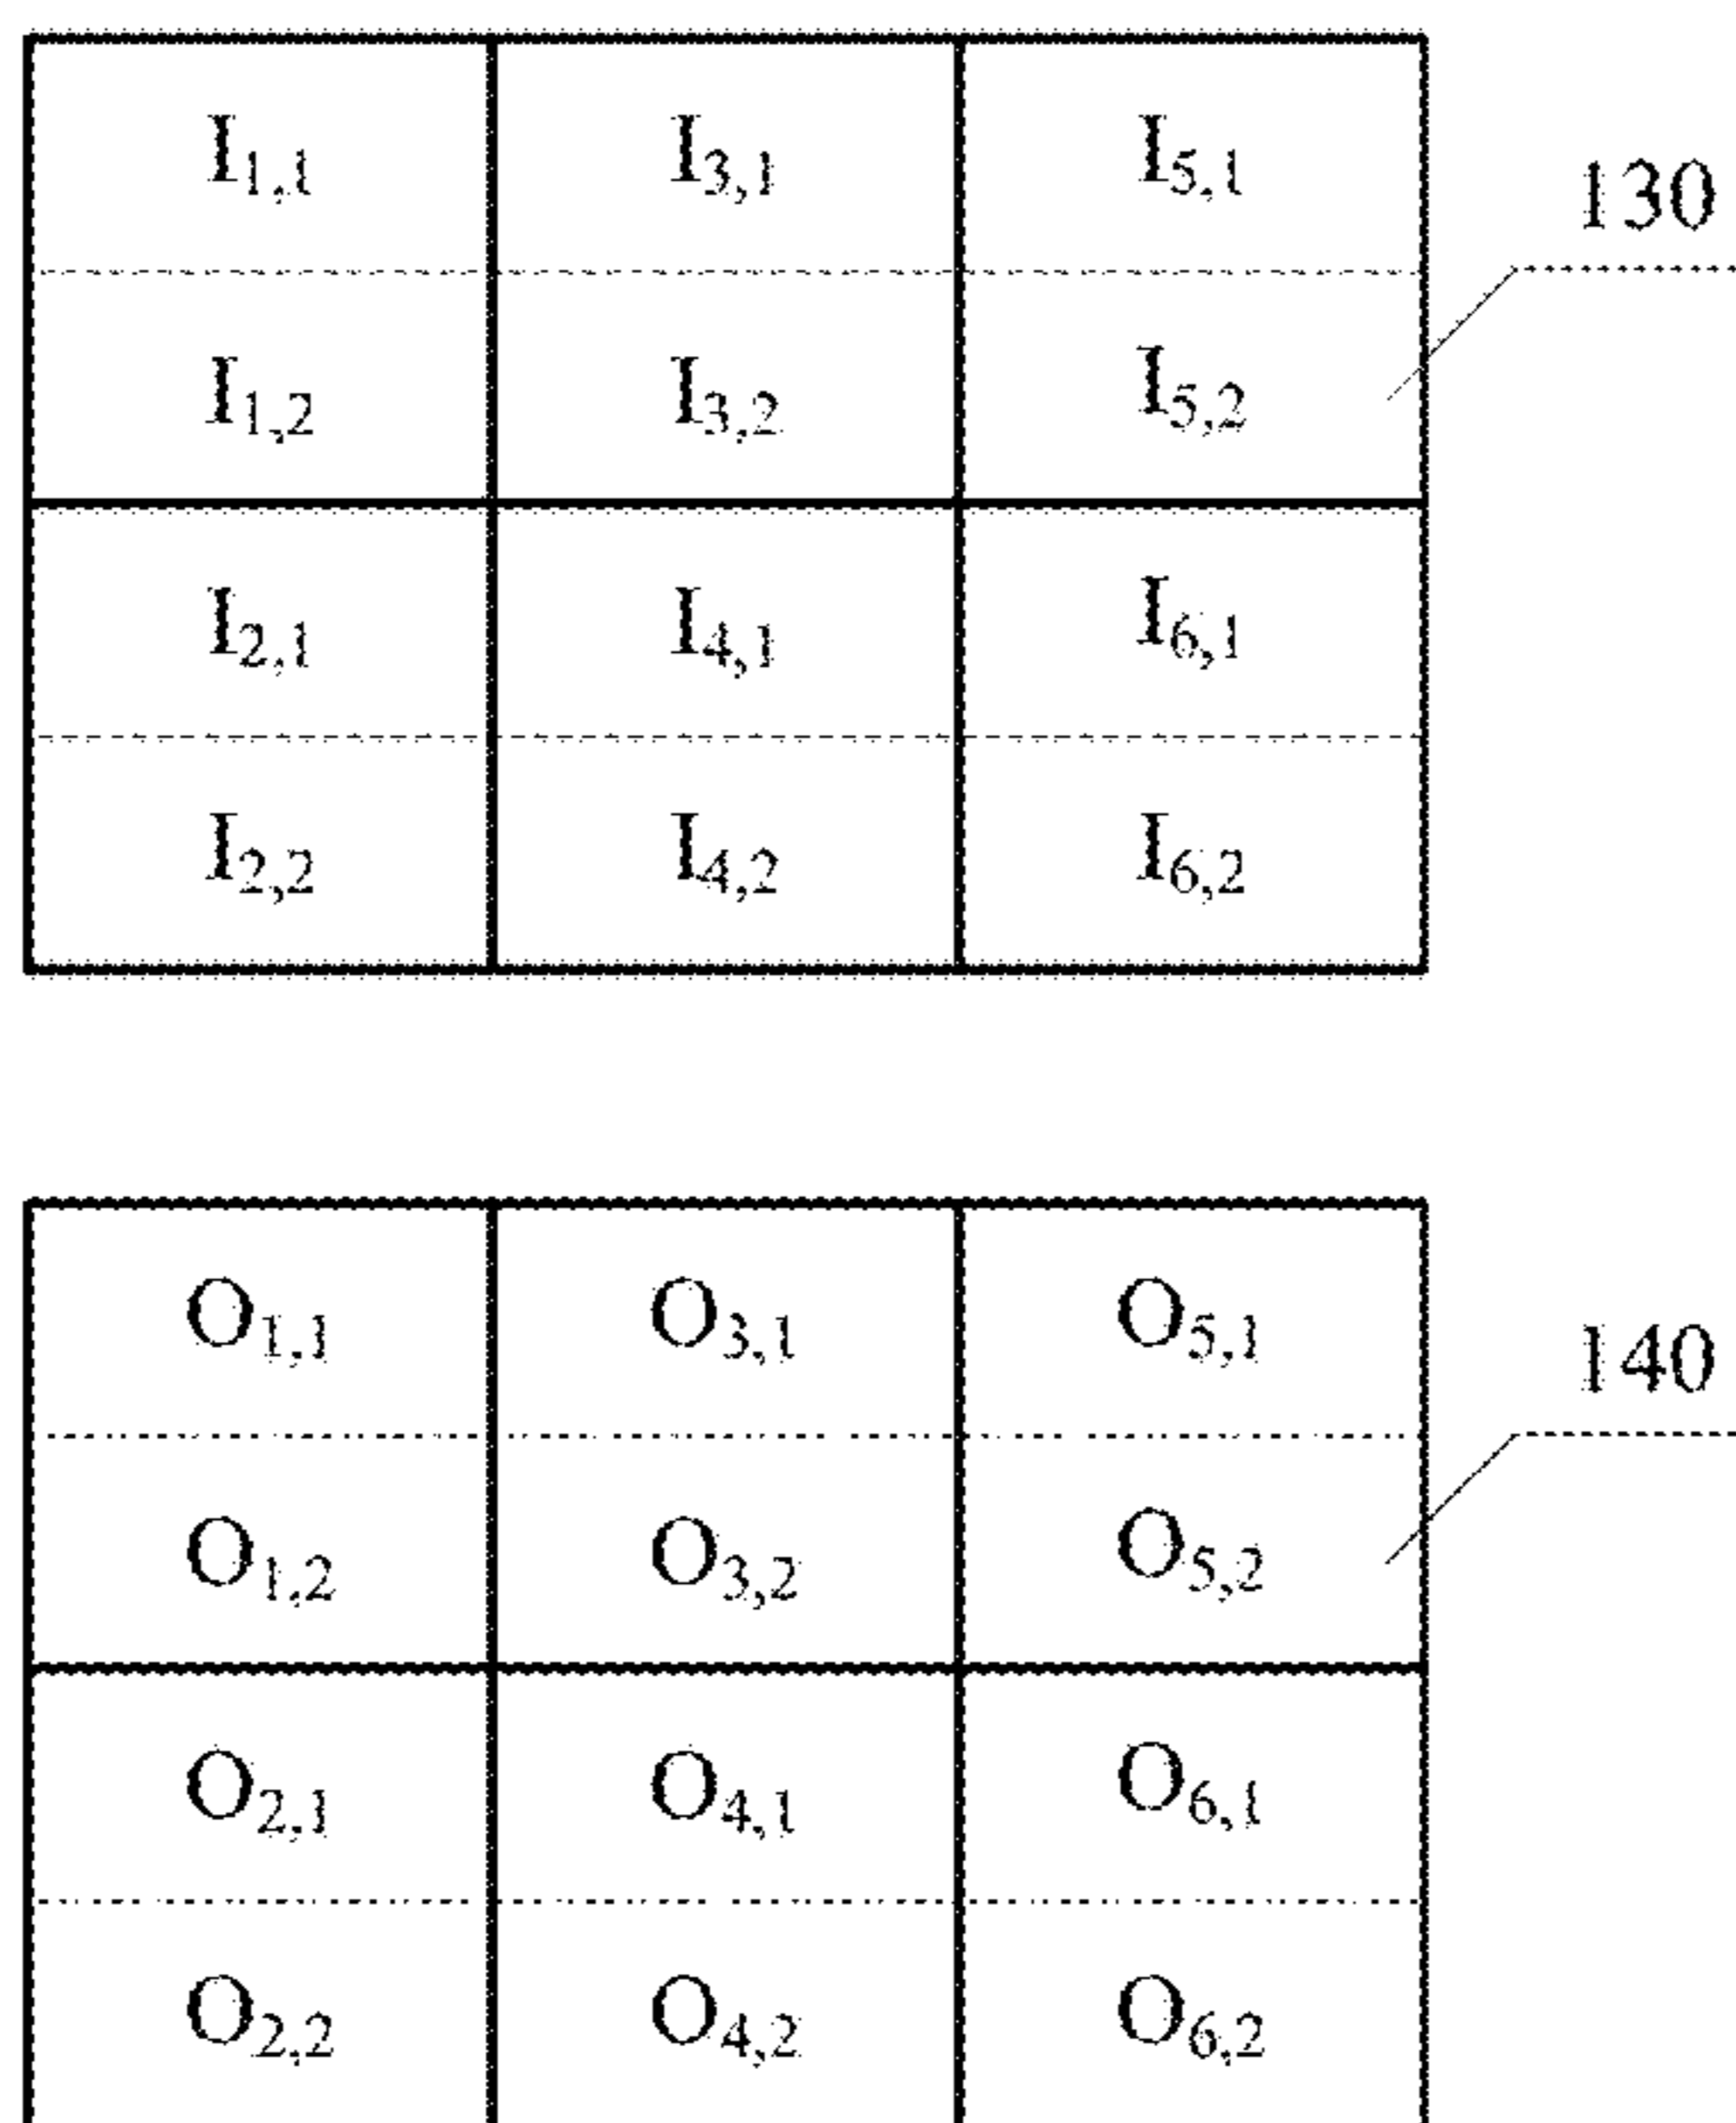 I1,1 I3,1 I5,1
130
I1,2 I3,2 I5,2
I2,1 I4,1 I6,1
I2,2 I4,2 I6,2
O1,1 O3,1 O5,1
140
O1,2 O3,2 O5,2
O2,1 O4,1 O6,1
O2,2 O4,2 O6,2